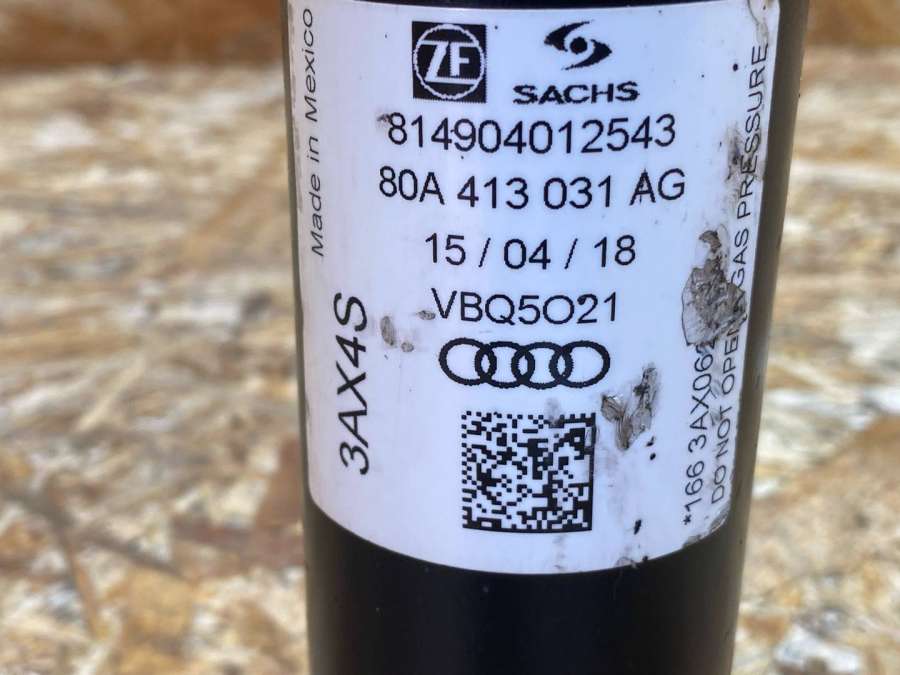 ZF
SACHS
814904012543
80A 413 031 AG
15 / 04 / 18
VBQ5O21
Made in Mexico
3AX4S
DO NOT OPEN GAS PRESSURE